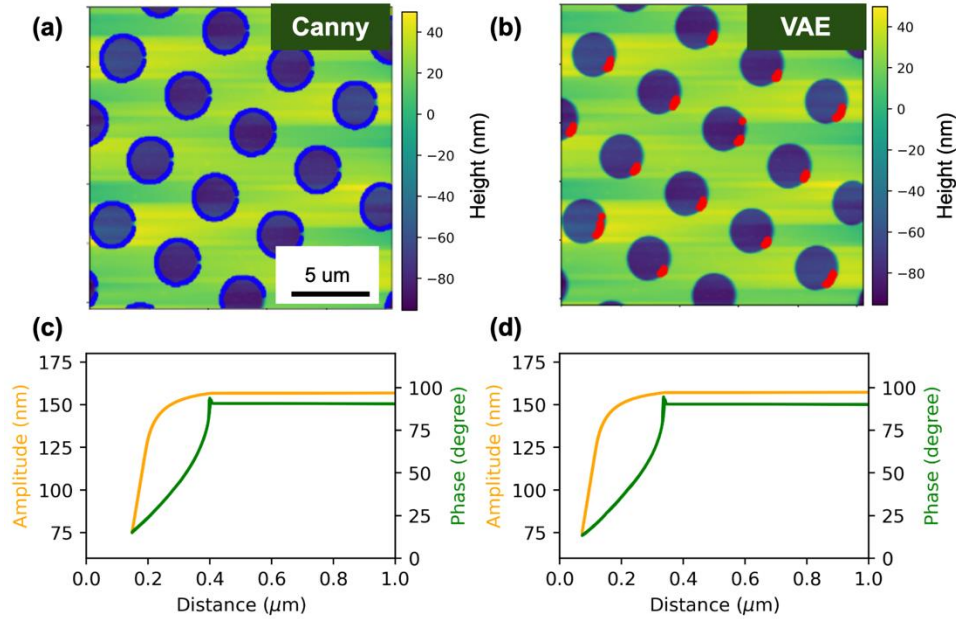 (a)
Canny
40
20
0
−20
−40
−60
−80
Height (nm)
5 um
(b)
VAE
40
20
0
−20
−40
−60
−80
Height (nm)
(c)
175
150
125
100
75
Amplitude (nm)
100
75
50
25
0
Phase (degree)
0.0 0.2 0.4 0.6 0.8 1.0
Distance (μm)
(d)
175
150
125
100
75
Amplitude (nm)
100
75
50
25
0
Phase (degree)
0.0 0.2 0.4 0.6 0.8 1.0
Distance (μm)